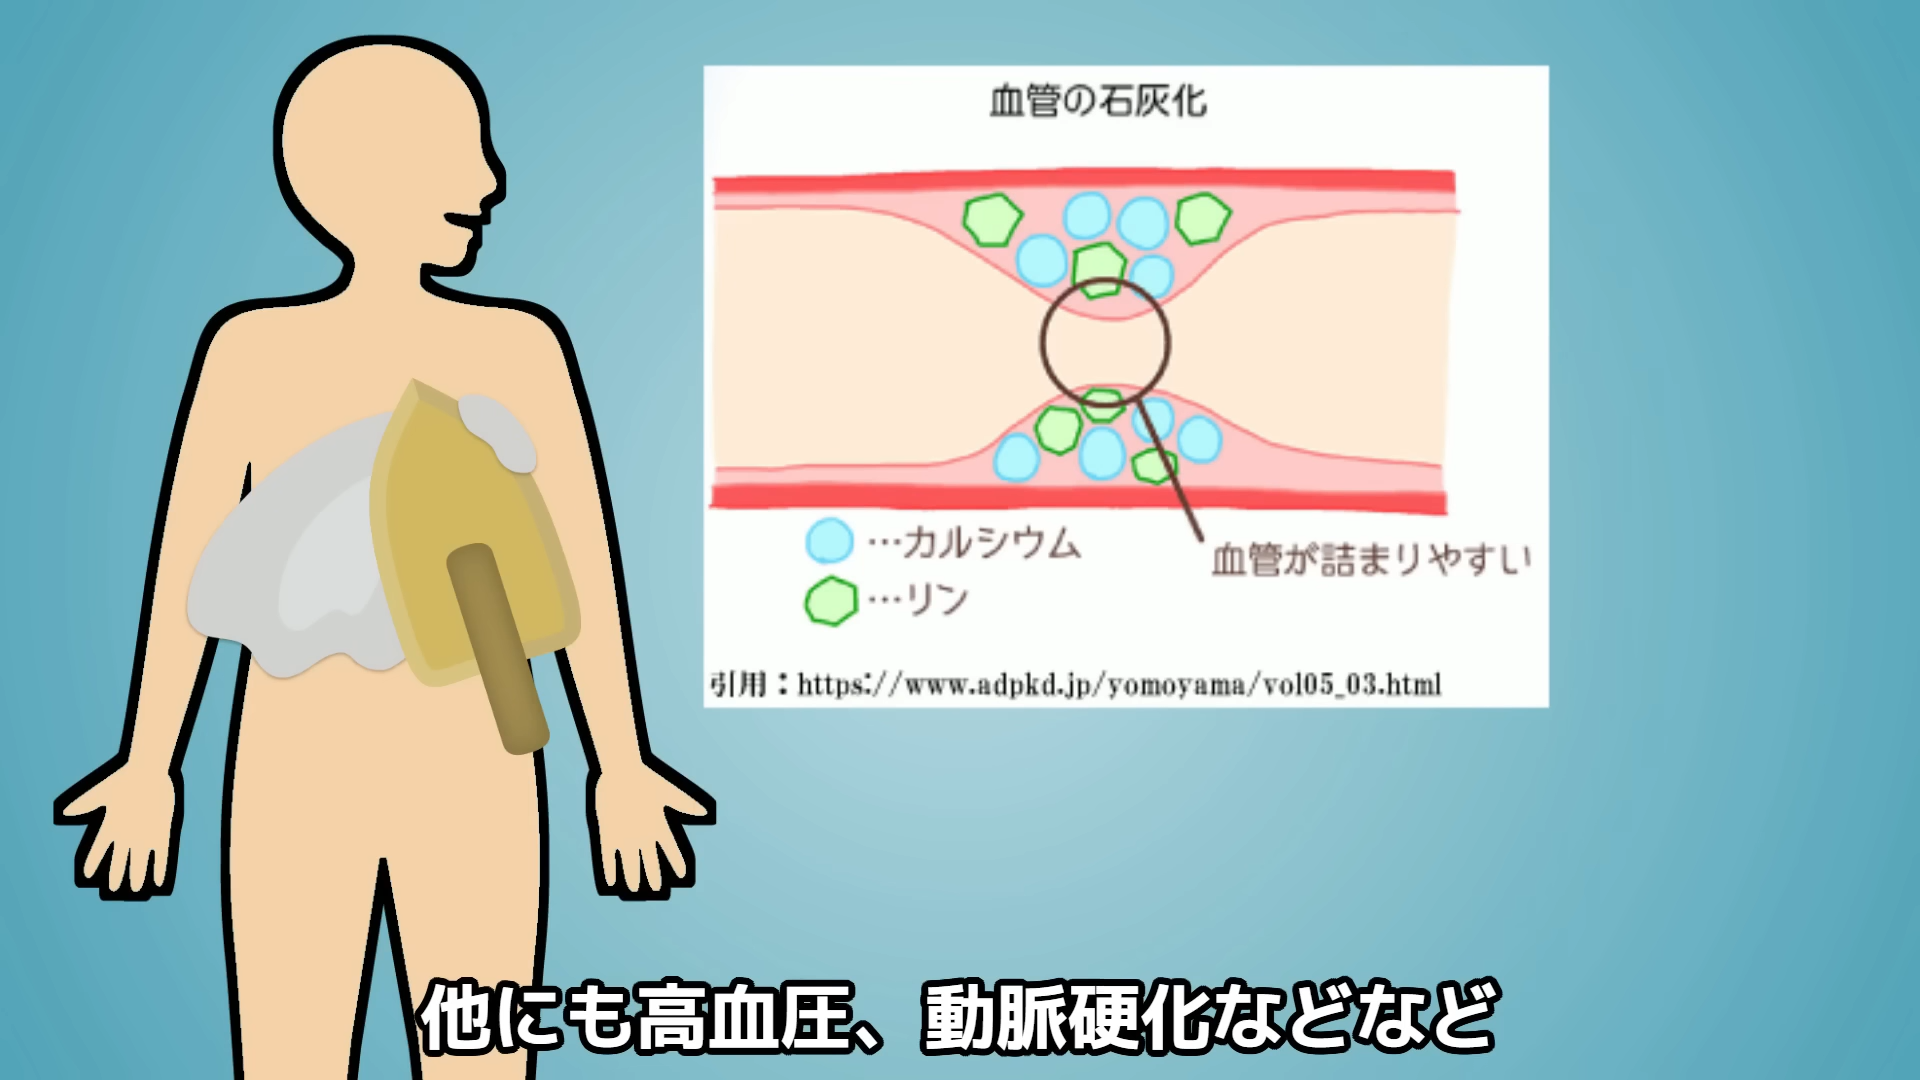 血管の石灰化
…カルシウム
血管が詰まりやすい
…リン
引用：https://www.adpkd.jp/yomoyama/vol05_03.html
他にも高血圧、動脈硬化などなど